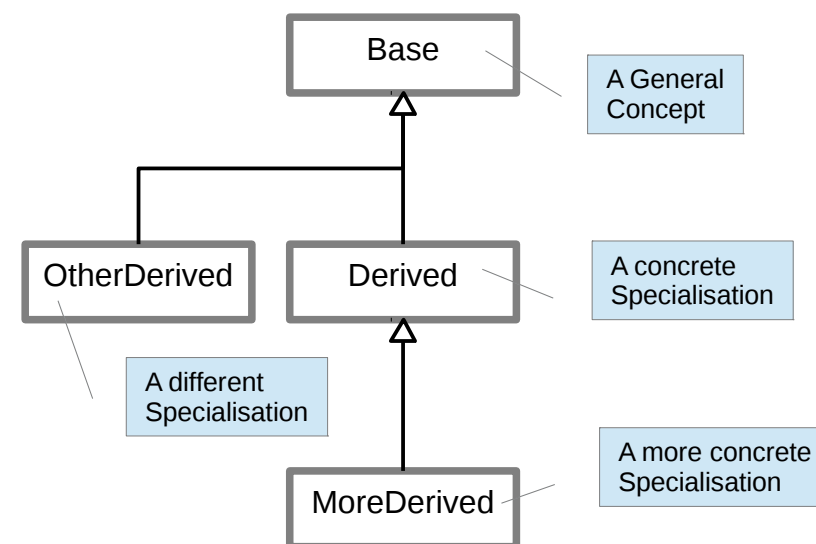 Base
A General
Concept
OtherDerived
Derived
A concrete
Specialisation
A different
Specialisation
MoreDerived
A more concrete
Specialisation